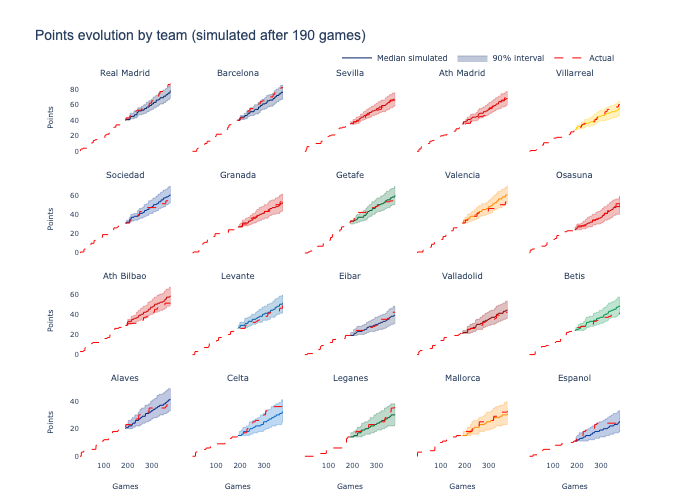 Points evolution by team (simulated after 190 games)
Median simulated 90% interval Actual
Real Madrid Barcelona Sevilla Ath Madrid Villarreal
80
60
Points
40
20
0
Sociedad Granada Getafe Valencia Osasuna
60
Points
40
20
0
Ath Bilbao Levante Eibar Valladolid Betis
60
Points
40
20
0
Alaves Celta Leganes Mallorca Espanol
40
Points
20
0
100 200 300 100 200 300 100 200 300 100 200 300 100 200 300
Games Games Games Games Games